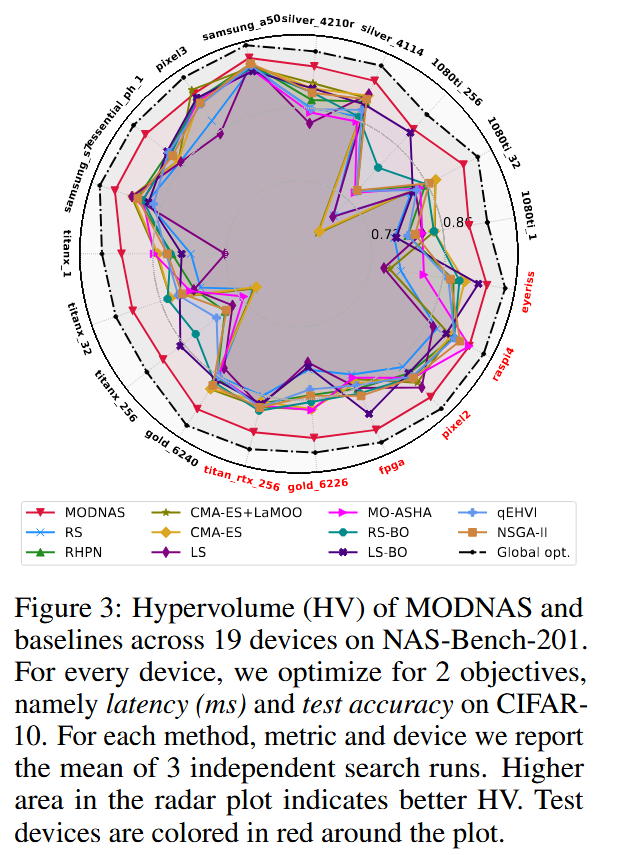 samsung_a50
silver_4210r
silver_4114
1080ti_256
1080ti_32
1080ti_1
eyeriss
raspi4
pixel2
fpga
gold_6226
titan_rtx_256
gold_6240
titanx_256
titanx_32
titanx_1
essential_ph_1
pixel3
0.86
MODNAS
CMA-ES+LaMOO
MO-ASHA
qEHVI
RS
CMA-ES
RS-BO
NSGA-II
RHPN
LS
LS-BO
Global opt.
Figure 3: Hypervolume (HV) of MODNAS and
baselines across 19 devices on NAS-Bench-201.
For every device, we optimize for 2 objectives,
namely latency (ms) and test accuracy on CIFAR-
10. For each method, metric and device we report
the mean of 3 independent search runs. Higher
area in the radar plot indicates better HV. Test
devices are colored in red around the plot.